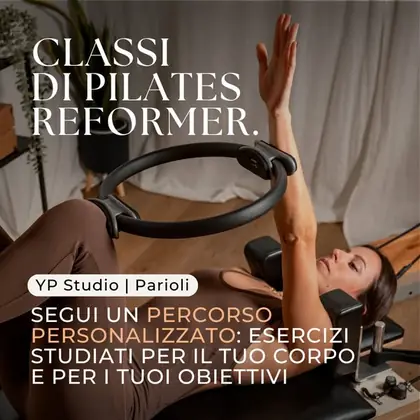 CLASSI
DI PILATES
REFORMER.
YP Studio | Parioli
SEGUI UN PERCORSO
PERSONALIZZATO: ESERCIZI
STUDIATI PER IL TUO CORPO
E PER I TUOI OBIETTIVI